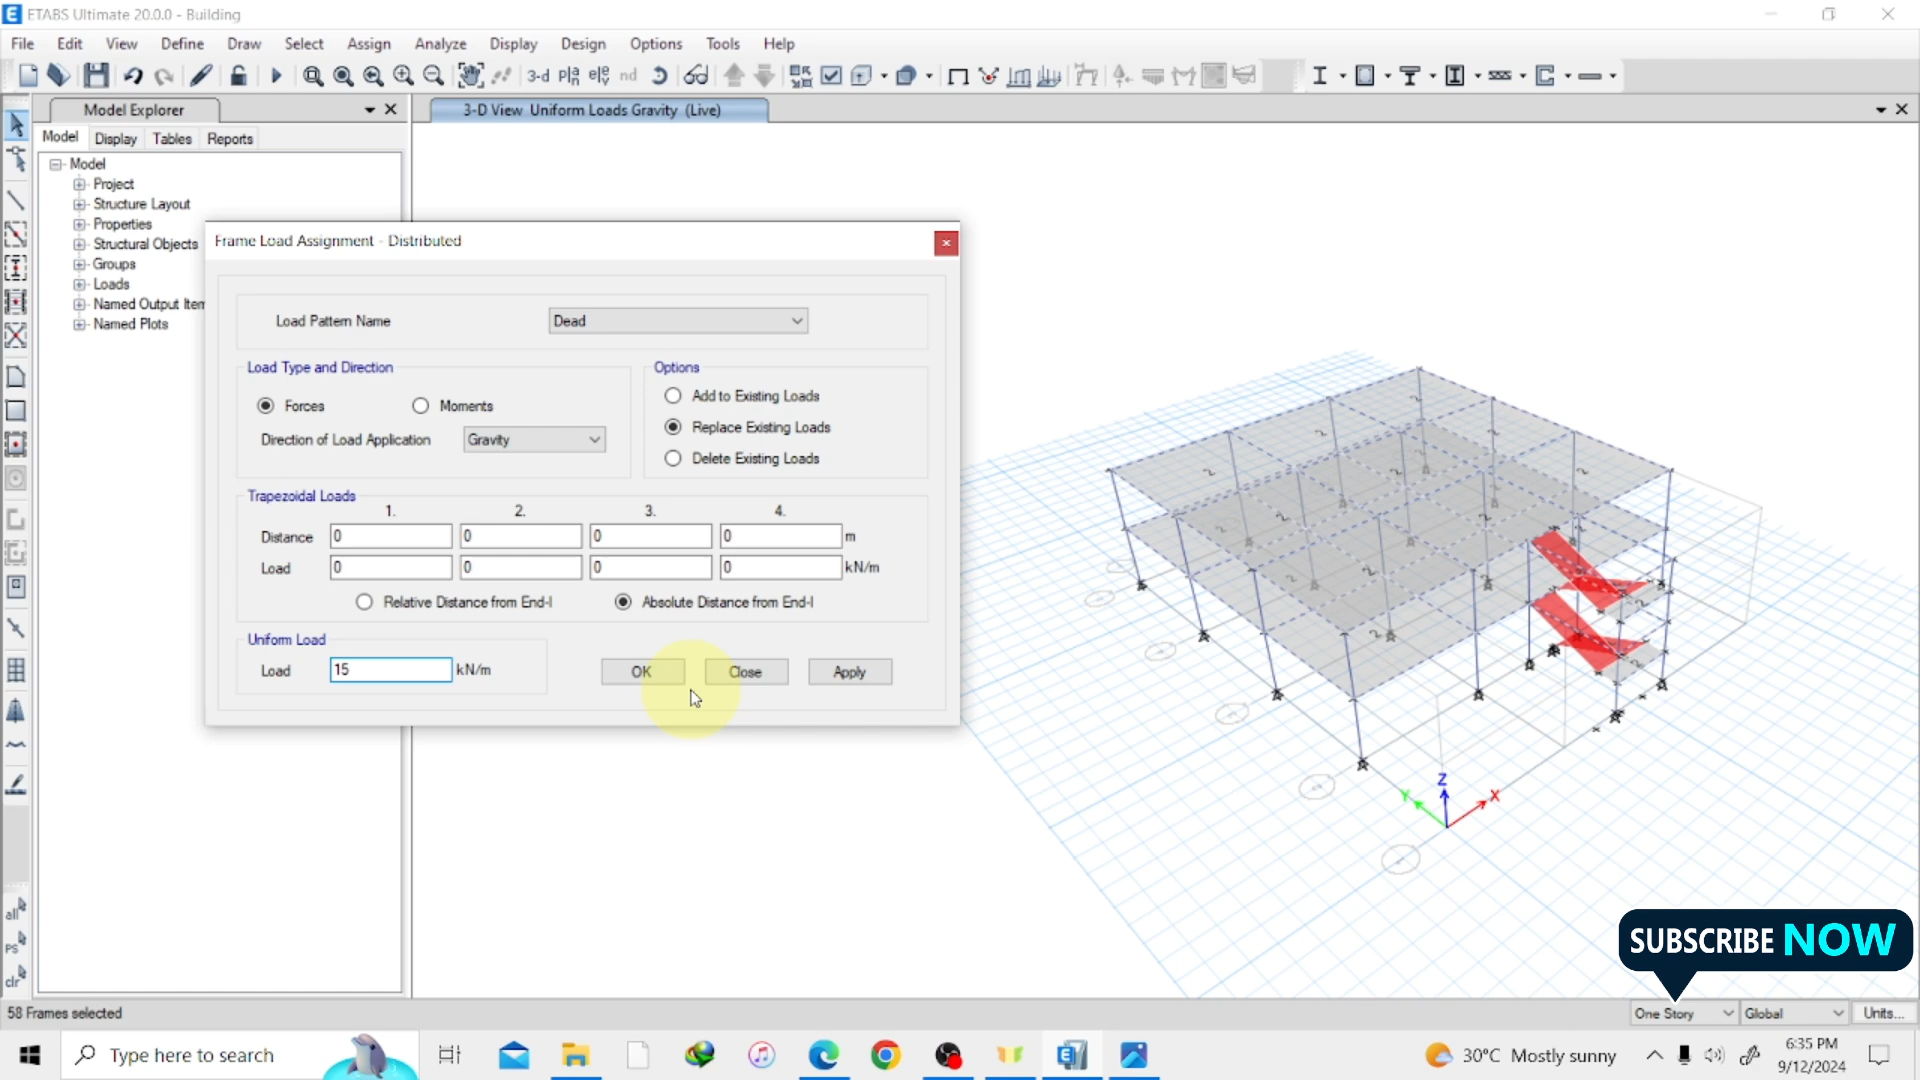 ETABS Ultimate 20.0.0 - Building
File Edit View Define Draw Select Assign Analyze Display Design Options Tools Help
3-d
nd
Model Explorer
3-D View Uniform Loads Gravity (Live)
Model Display Tables Reports
Model
Project
Structure Layout
Properties
Structural Objects
Groups
Loads
Named Output Item
Named Plots
Frame Load Assignment - Distributed
Load Pattern Name Dead
Load Type and Direction
Forces Moments
Direction of Load Application Gravity
Options
Add to Existing Loads
Replace Existing Loads
Delete Existing Loads
Trapezoidal Loads
1. 2. 3. 4.
Distance 0 0 0 0 m
Load 0 0 0 0 kN/m
Relative Distance from End-I Absolute Distance from End-I
Uniform Load
Load 15 kN/m
OK Close Apply
Z
Y
X
all
PS
clr
SUBSCRIBE NOW
58 Frames selected
One Story Global Units...
Type here to search
30°C Mostly sunny
6:35 PM
9/12/2024